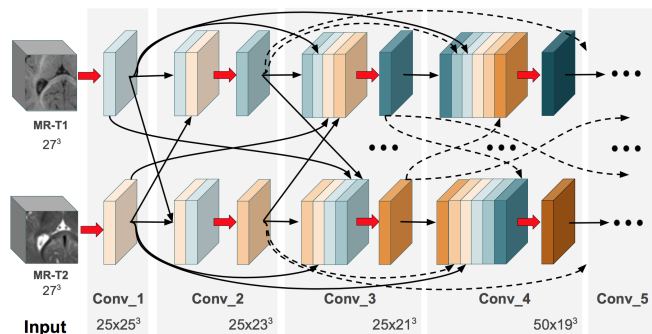 MR-T1
27³
MR-T2
27³
Input
Conv_1
Conv_2
Conv_3
Conv_4
Conv_5
25x25³
25x23³
25x21³
50x19³